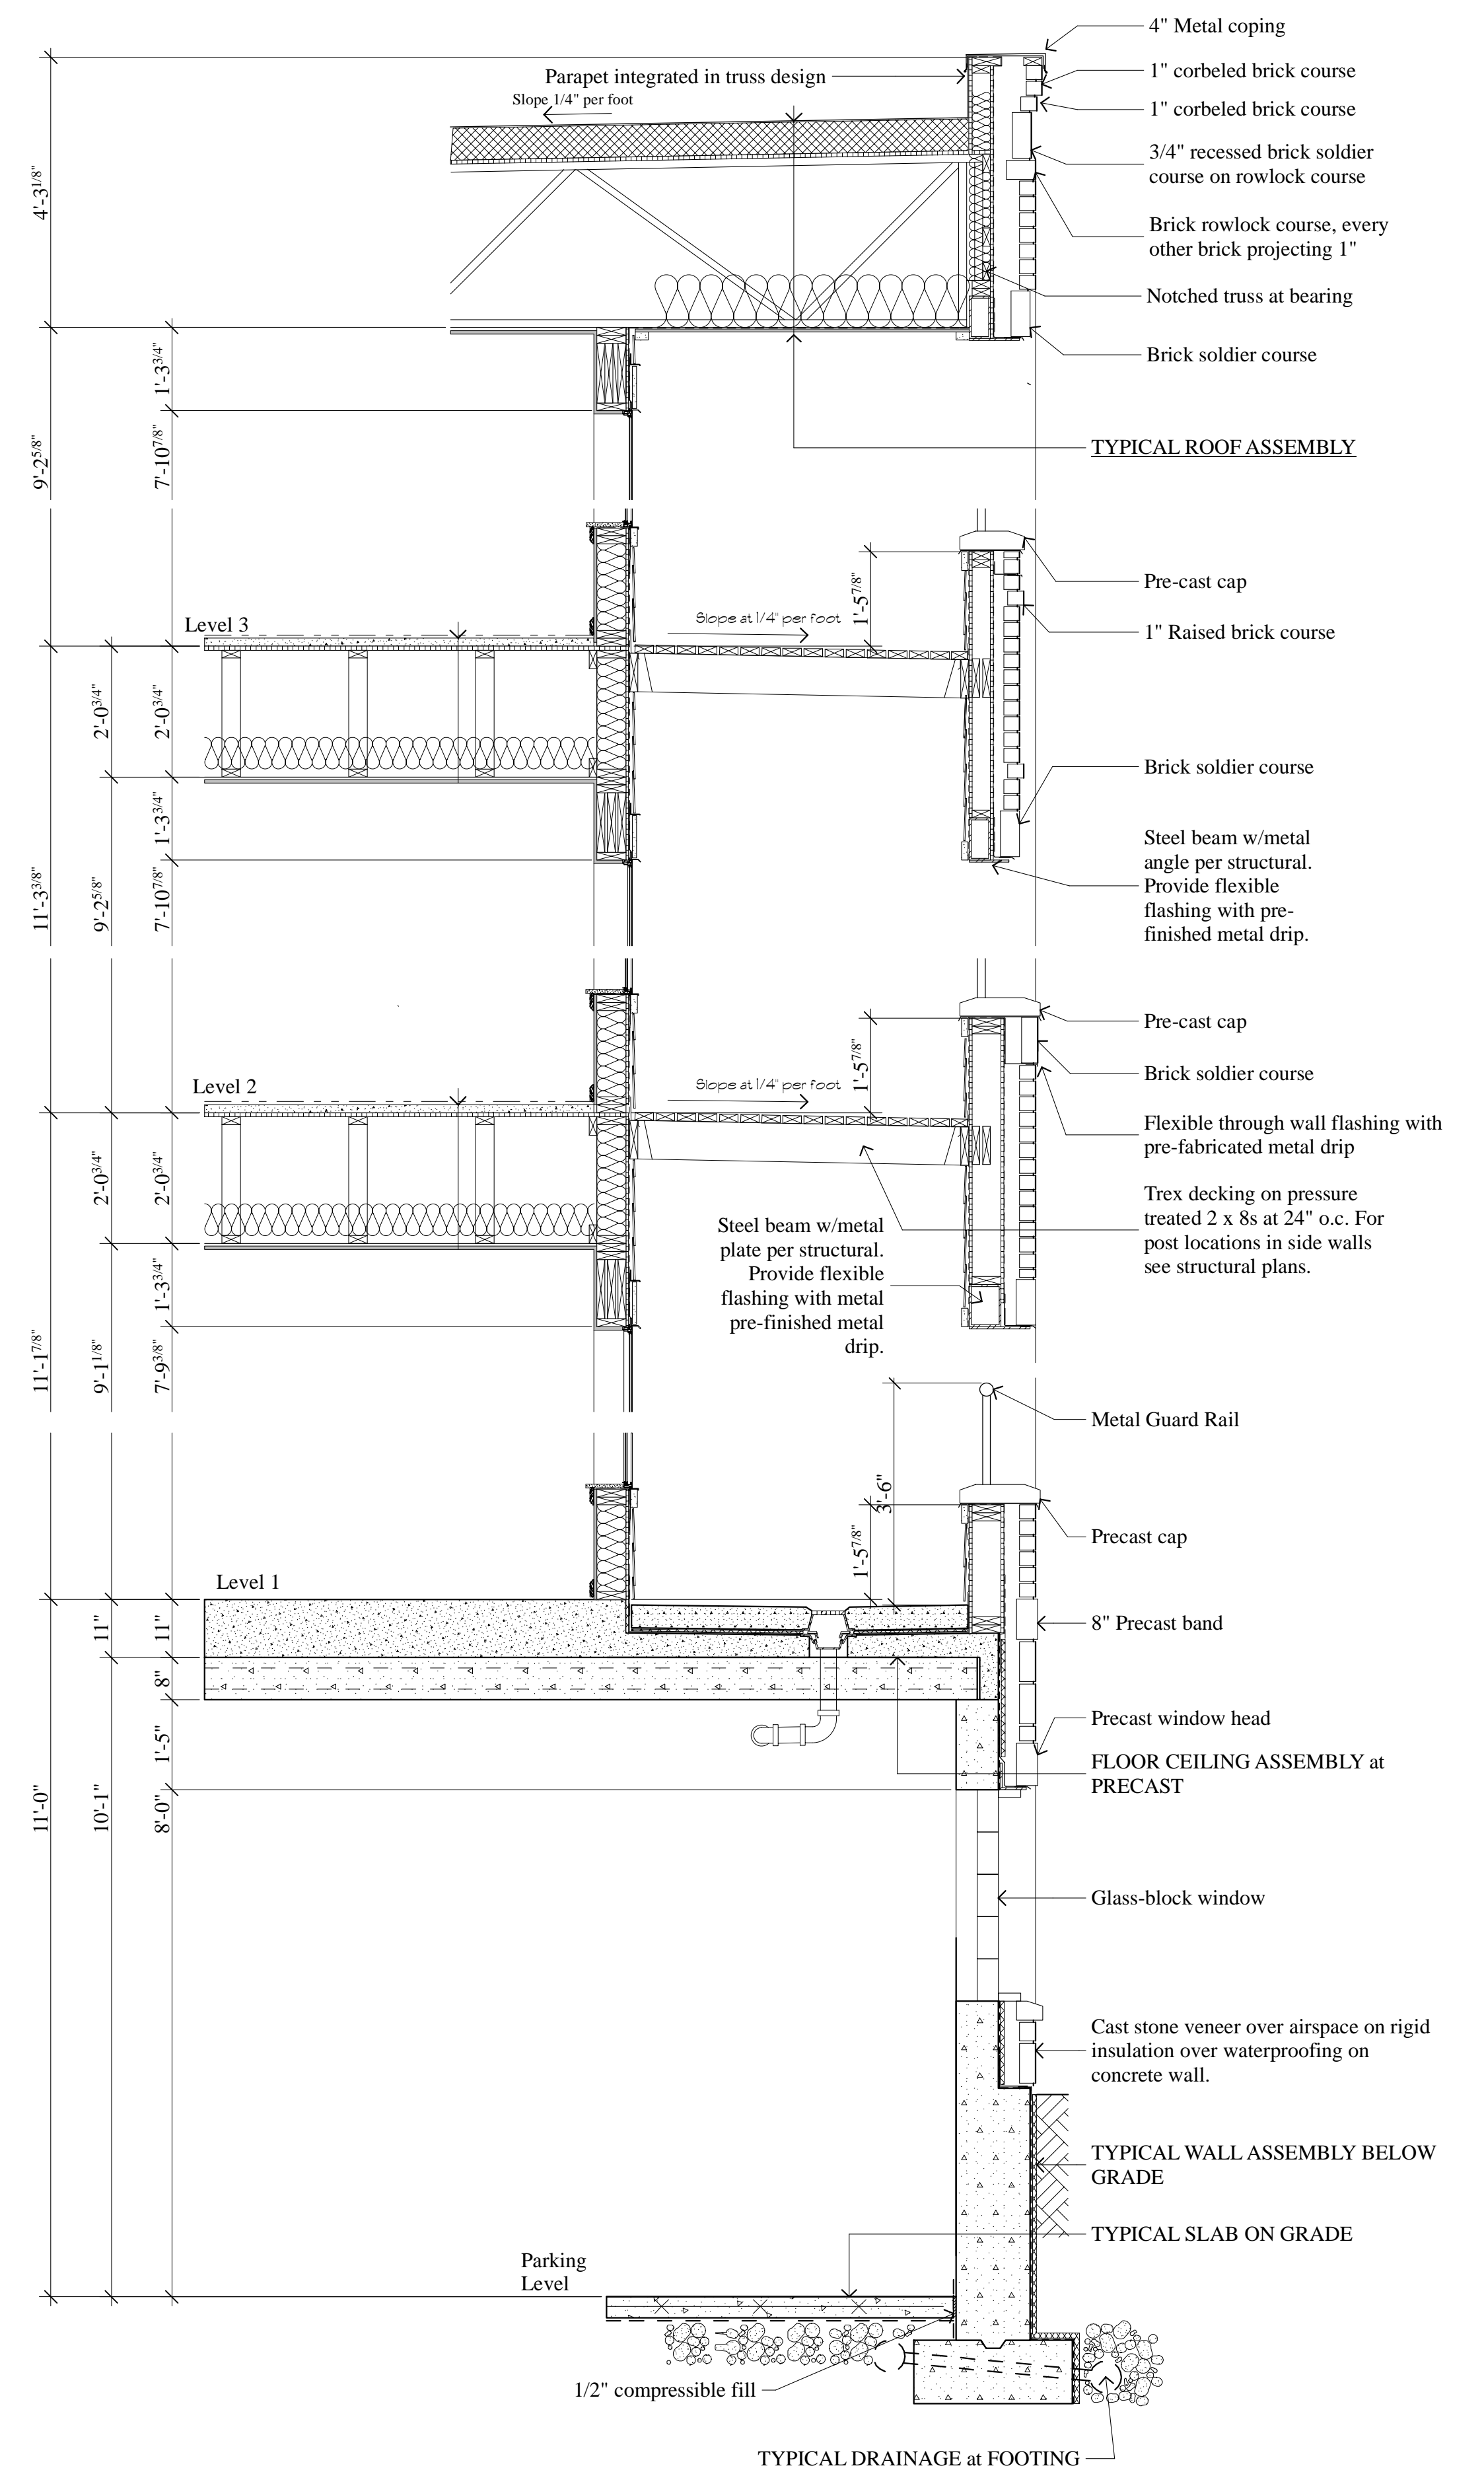 4" Metal coping
Parapet integrated in truss design
1" corbeled brick course
Slope 1/4" per foot
1" corbeled brick course
3/4" recessed brick soldier
course on rowlock course
4'-3 1/8"
Brick rowlock course, every
other brick projecting 1"
Notched truss at bearing
Brick soldier course
1'-3 3/4"
TYPICAL ROOF ASSEMBLY
9'-2 5/8"
7'-10 7/8"
Pre-cast cap
1'-5 7/8"
Level 3
Slope at 1/4" per foot
1" Raised brick course
2'-0 3/4"
2'-0 3/4"
Brick soldier course
1'-3 3/4"
Steel beam w/metal
angle per structural.
Provide flexible
flashing with pre-
finished metal drip.
11'-3 3/8"
9'-2 5/8"
7'-10 7/8"
Pre-cast cap
1'-5 7/8"
Brick soldier course
Level 2
Slope at 1/4" per foot
Flexible through wall flashing with
pre-fabricated metal drip
2'-0 3/4"
2'-0 3/4"
Trex decking on pressure
treated 2 x 8s at 24" o.c. For
post locations in side walls
see structural plans.
Steel beam w/metal
plate per structural.
Provide flexible
flashing with metal
pre-finished metal
drip.
1'-3 3/4"
11'-1 7/8"
9'-1 1/8"
7'-9 3/8"
Metal Guard Rail
3'-6"
1'-5 7/8"
Precast cap
Level 1
11"
11"
8" Precast band
8"
Precast window head
1'-5"
FLOOR CEILING ASSEMBLY at
PRECAST
11'-0"
10'-1"
8'-0"
Glass-block window
Cast stone veneer over airspace on rigid
insulation over waterproofing on
concrete wall.
TYPICAL WALL ASSEMBLY BELOW
GRADE
TYPICAL SLAB ON GRADE
Parking
Level
1/2" compressible fill
TYPICAL DRAINAGE at FOOTING